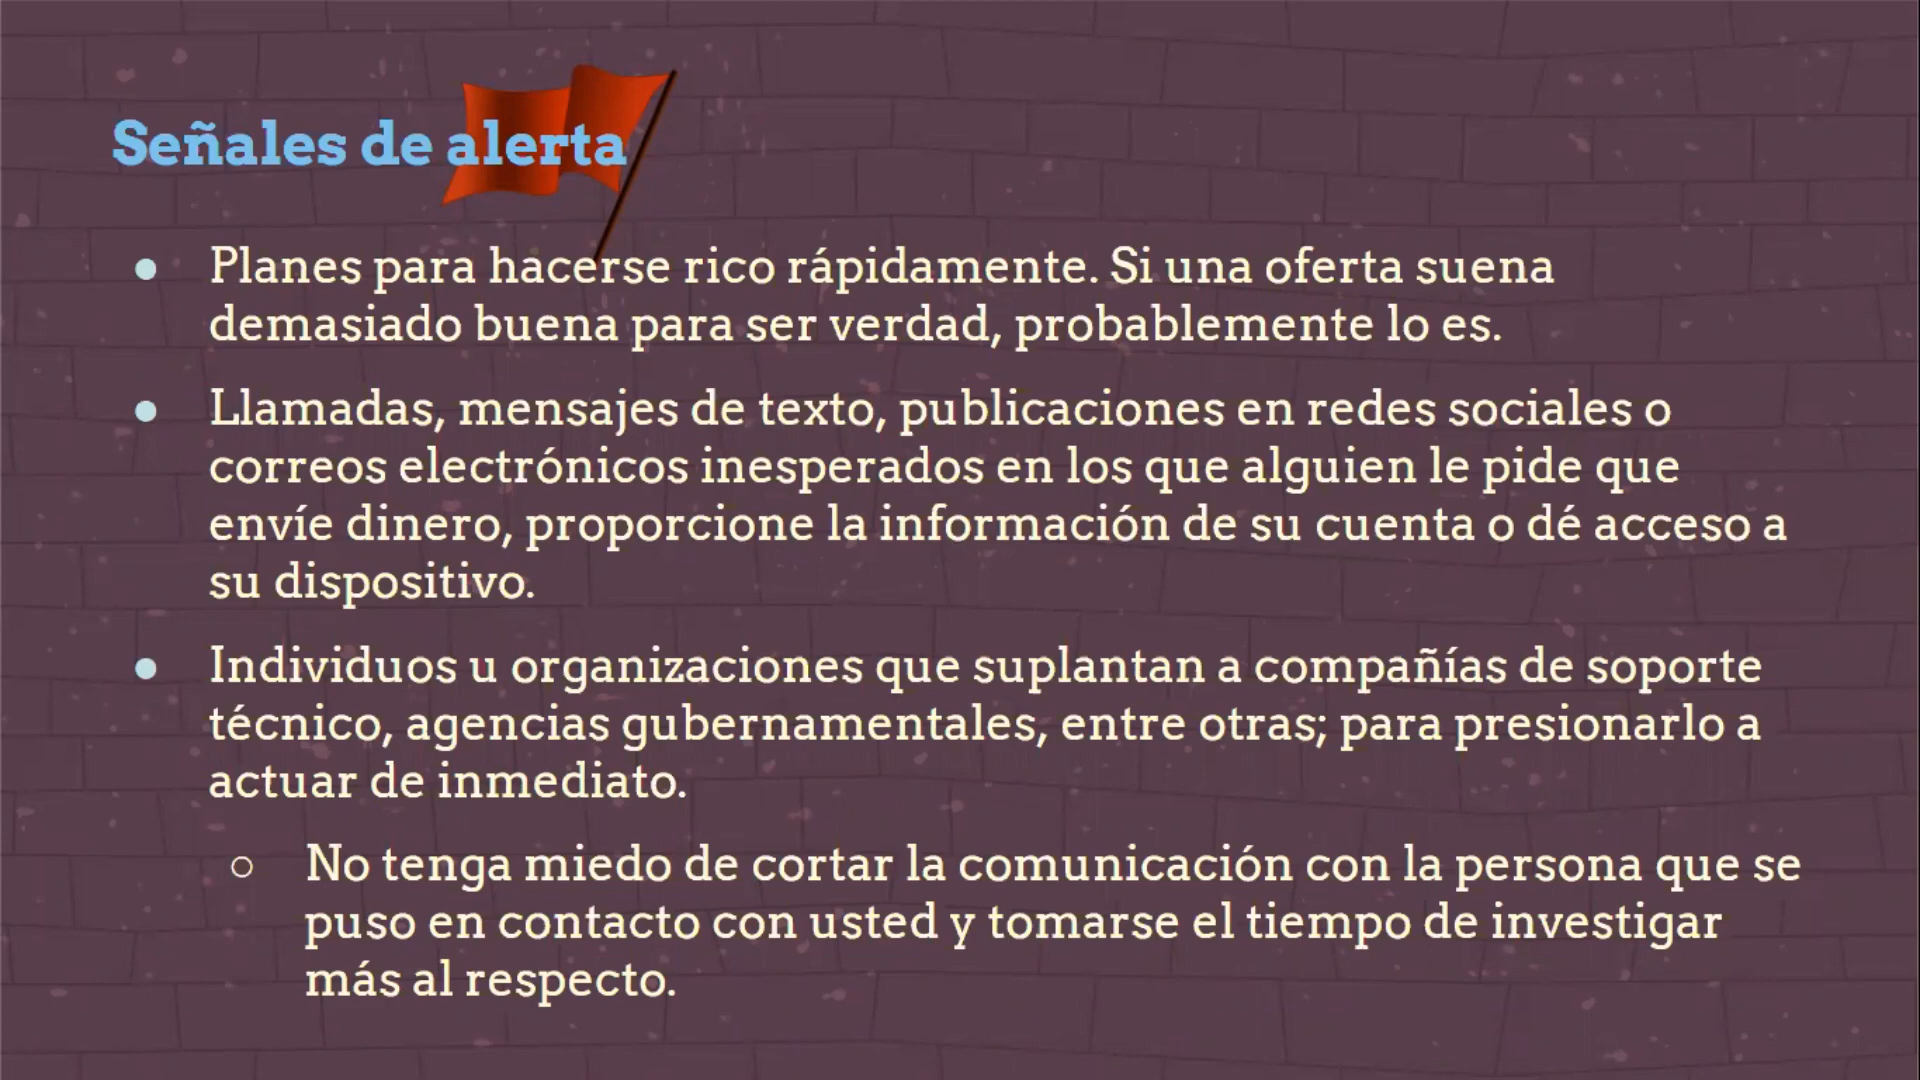 Señales de alerta
● Planes para hacerse rico rápidamente. Si una oferta suena
demasiado buena para ser verdad, probablemente lo es.
● Llamadas, mensajes de texto, publicaciones en redes sociales o
correos electrónicos inesperados en los que alguien le pide que
envíe dinero, proporcione la información de su cuenta o dé acceso a
su dispositivo.
● Individuos u organizaciones que suplantan a compañías de soporte
técnico, agencias gubernamentales, entre otras; para presionarlo a
actuar de inmediato.
○ No tenga miedo de cortar la comunicación con la persona que se
puso en contacto con usted y tomarse el tiempo de investigar
más al respecto.